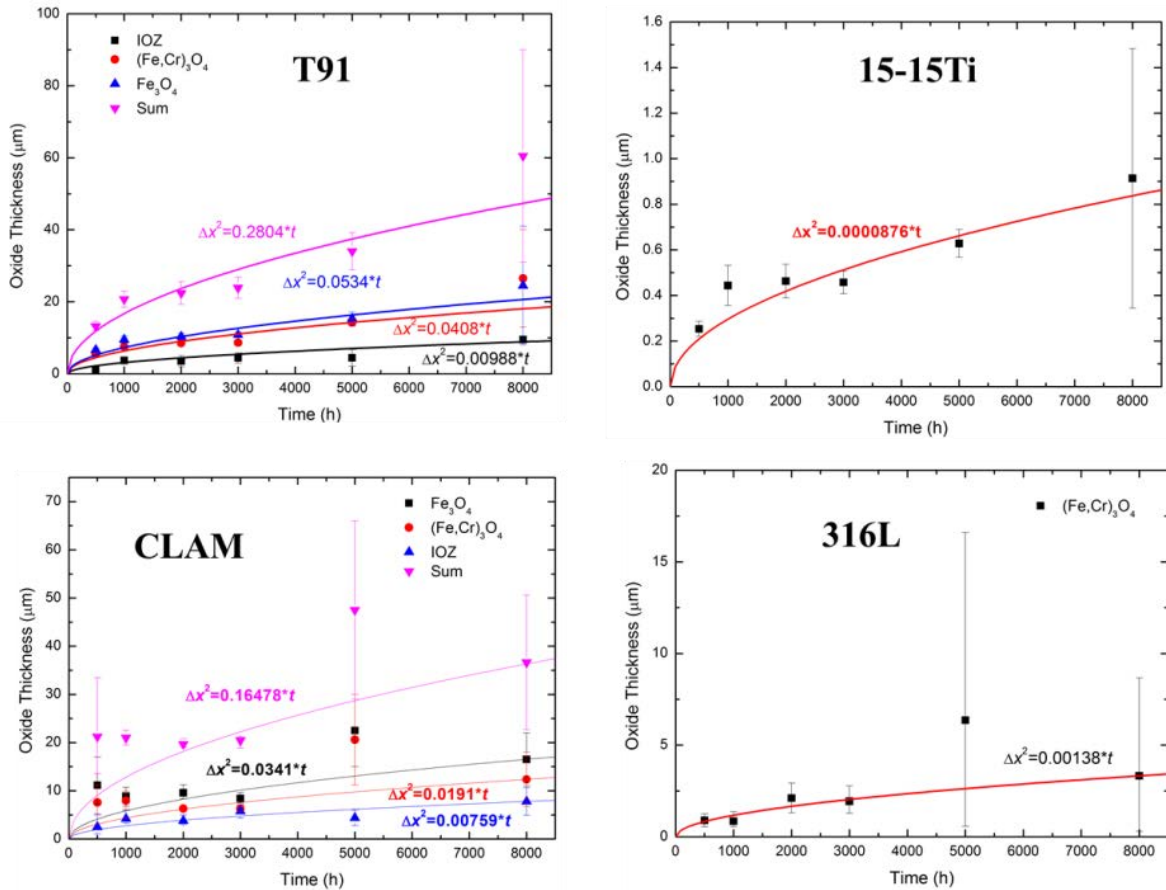 T91
IOZ
(Fe,Cr)₃O₄
Fe₃O₄
Sum
Δx²=0.2804*t
Δx²=0.0534*t
Δx²=0.0408*t
Δx²=0.00988*t
Oxide Thickness (μm)
100
80
60
40
20
0
0 1000 2000 3000 4000 5000 6000 7000 8000
Time (h)
15-15Ti
Δx²=0.0000876*t
Oxide Thickness (μm)
1.6
1.4
1.2
1.0
0.8
0.6
0.4
0.2
0.0
0 1000 2000 3000 4000 5000 6000 7000 8000
Time (h)
CLAM
Fe₃O₄
(Fe,Cr)₃O₄
IOZ
Sum
Δx²=0.16478*t
Δx²=0.0341*t
Δx²=0.0191*t
Δx²=0.00759*t
Oxide Thickness (μm)
70
60
50
40
30
20
10
0
0 1000 2000 3000 4000 5000 6000 7000 8000
Time (h)
316L
(Fe,Cr)₃O₄
Δx²=0.00138*t
Oxide Thickness (μm)
20
15
10
5
0
0 1000 2000 3000 4000 5000 6000 7000 8000
Time (h)